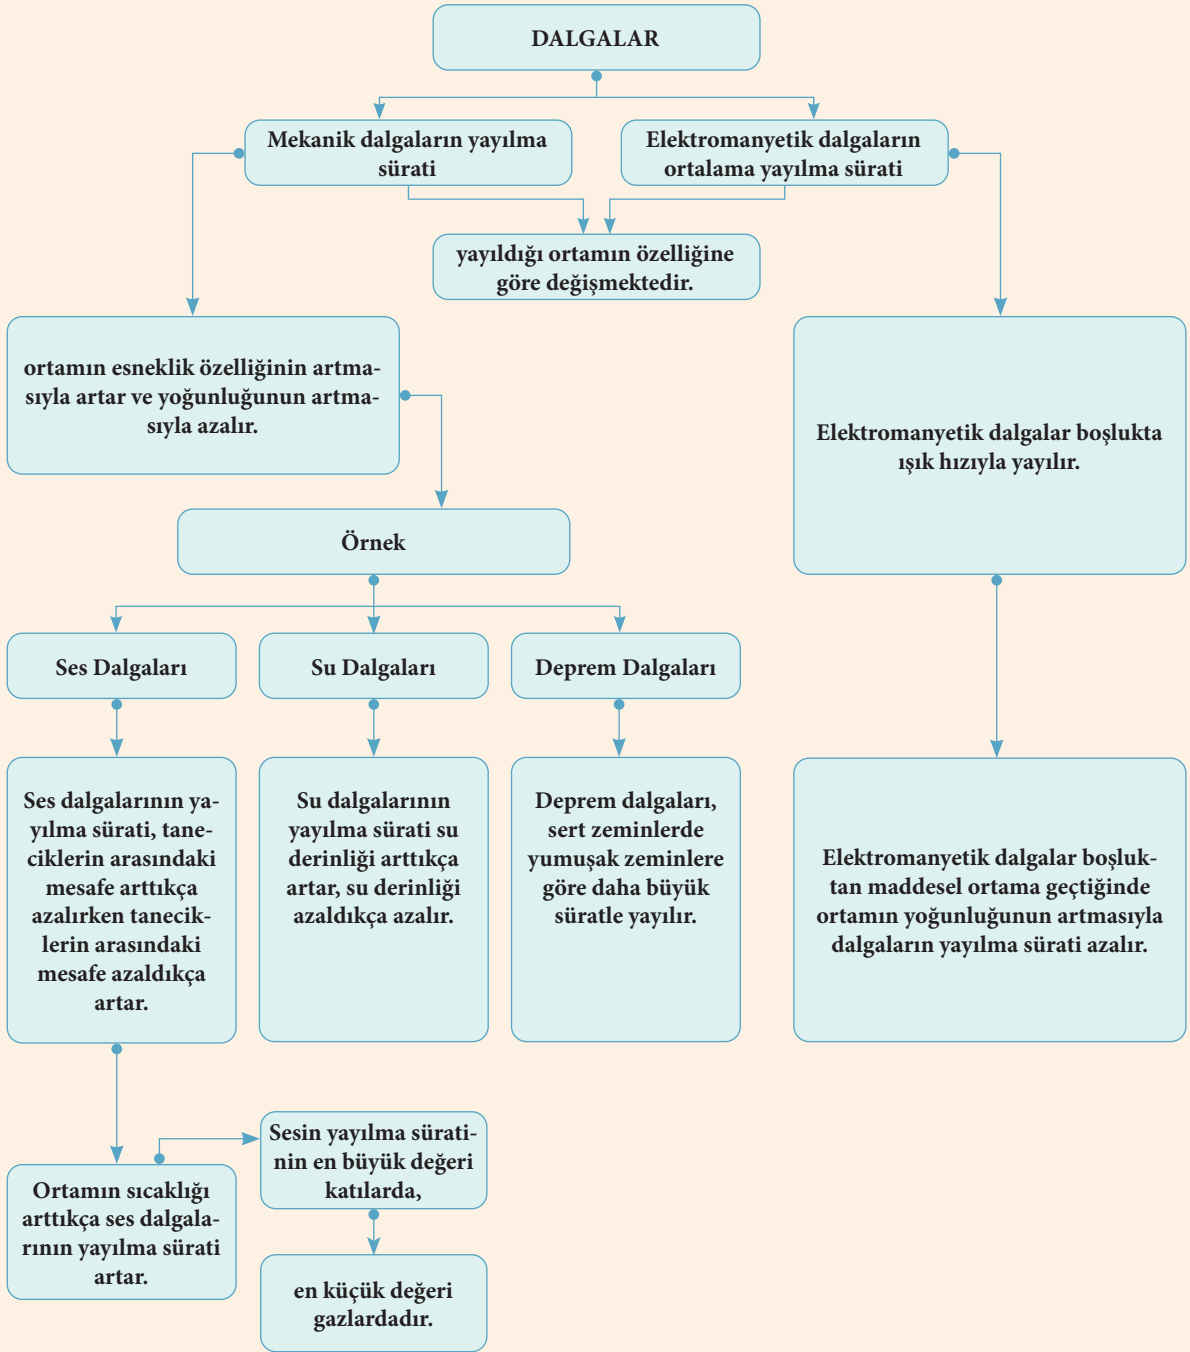 DALGALAR
Mekanik dalgaların yayılma
sürati
Elektromanyetik dalgaların
ortalama yayılma sürati
yayıldığı ortamın özelliğine
göre değişmektedir.
ortamın esneklik özelliğinin artma-
sıyla artar ve yoğunluğunun artma-
sıyla azalır.
Elektromanyetik dalgalar boşlukta
ışık hızıyla yayılır.
Örnek
Ses Dalgaları
Su Dalgaları
Deprem Dalgaları
Ses dalgalarının ya-
yılma sürati, tane-
ciklerin arasındaki
mesafe arttıkça
azalırken tanecik-
lerin arasındaki
mesafe azaldıkça
artar.
Su dalgalarının
yayılma sürati su
derinliği arttıkça
artar, su derinliği
azaldıkça azalır.
Deprem dalgaları,
sert zeminlerde
yumuşak zeminlere
göre daha büyük
süratle yayılır.
Elektromanyetik dalgalar boşluk-
tan maddesel ortama geçtiğinde
ortamın yoğunluğunun artmasıyla
dalgaların yayılma sürati azalır.
Ortamın sıcaklığı
arttıkça ses dalgala-
rının yayılma sürati
artar.
Sesin yayılma sürati-
nin en büyük değeri
katılarda,
en küçük değeri
gazlardadır.